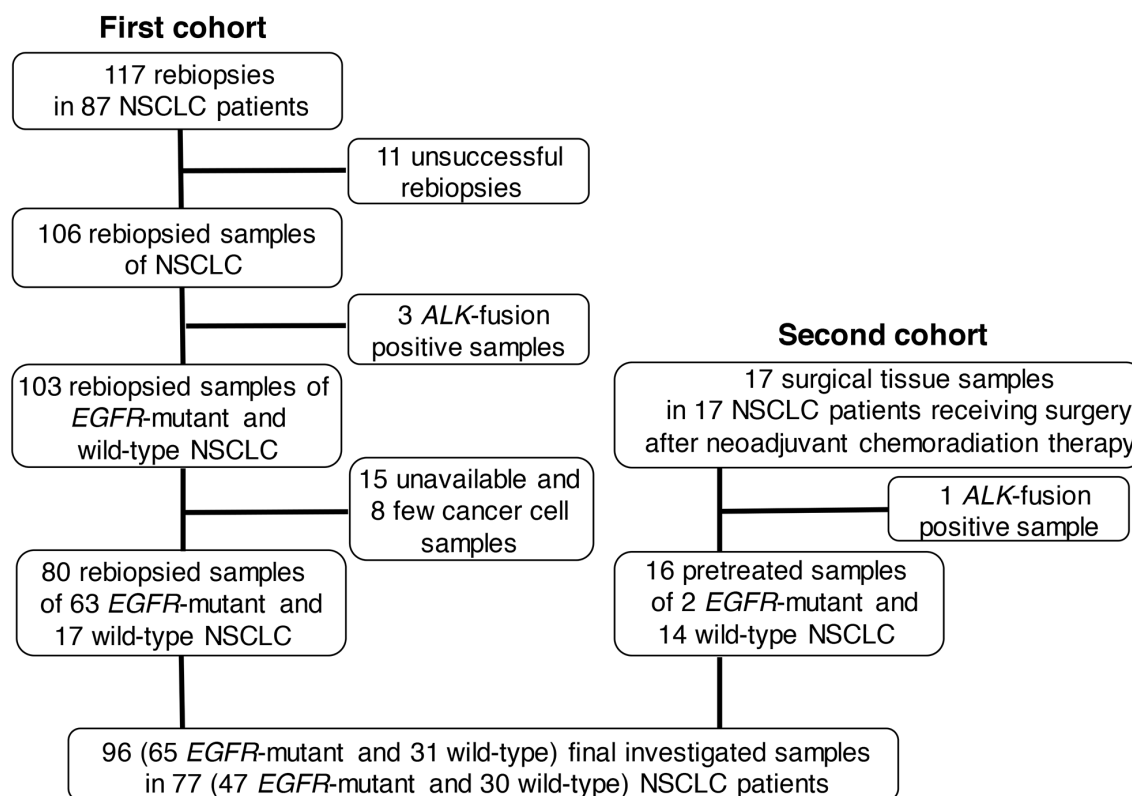 First cohort
117 rebiopsies
in 87 NSCLC patients
11 unsuccessful
rebiopsies
106 rebiopsied samples
of NSCLC
3 ALK-fusion
positive samples
103 rebiopsied samples of
EGFR-mutant and
wild-type NSCLC
15 unavailable and
8 few cancer cell
samples
80 rebiopsied samples
of 63 EGFR-mutant and
17 wild-type NSCLC
Second cohort
17 surgical tissue samples
in 17 NSCLC patients receiving surgery
after neoadjuvant chemoradiation therapy
1 ALK-fusion
positive sample
16 pretreated samples
of 2 EGFR-mutant and
14 wild-type NSCLC
96 (65 EGFR-mutant and 31 wild-type) final investigated samples
in 77 (47 EGFR-mutant and 30 wild-type) NSCLC patients